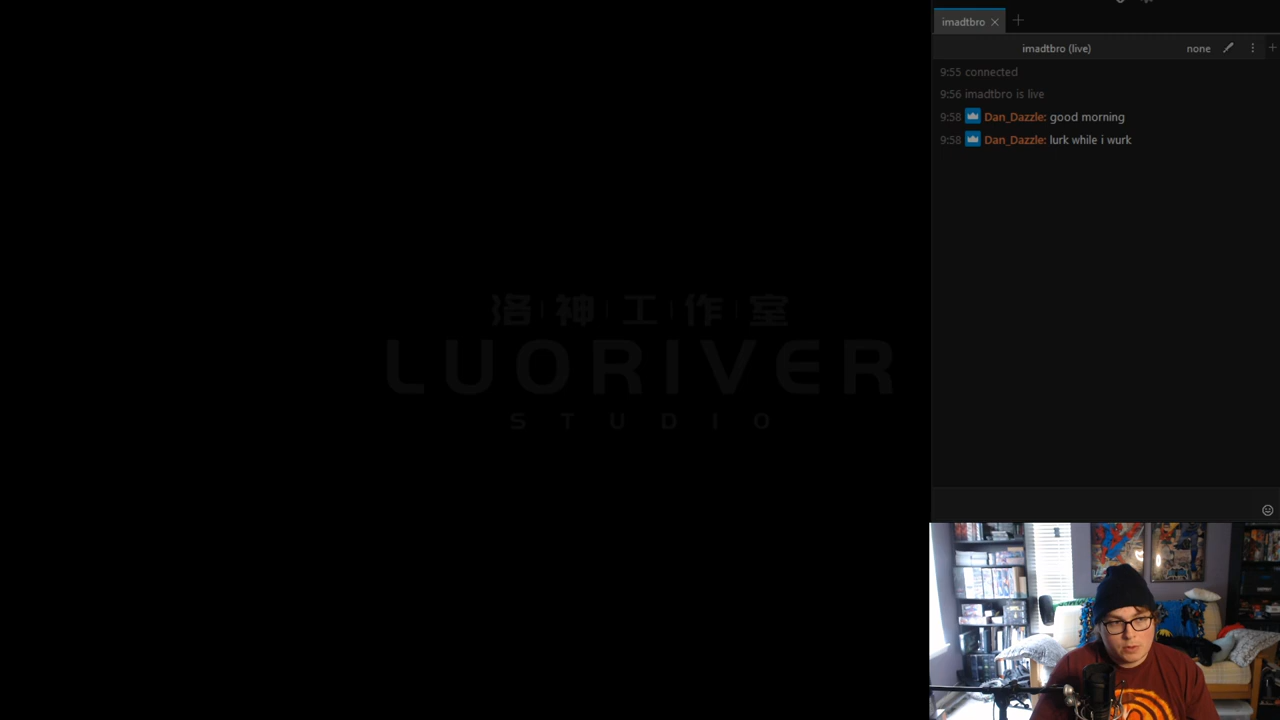 imadtbro
imadtbro (live)
none
9:55 connected
9:56 imadtbro is live
9:58 Dan_Dazzle: good morning
9:58 Dan_Dazzle: lurk while i wurk
洛神工作室
LUORIVER
STUDIO